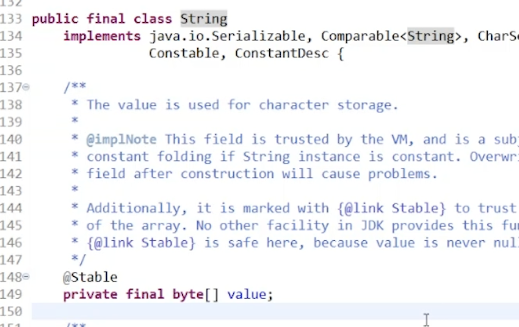 132
133 public final class String
134 implements java.io.Serializable, Comparable<String>, CharS
135 Constable, ConstantDesc {
136
137 /**
138 * The value is used for character storage.
139 *
140 * @implNote This field is trusted by the VM, and is a sub
141 * constant folding if String instance is constant. Overwr
142 * field after construction will cause problems.
143 *
144 * Additionally, it is marked with {@link Stable} to trust
145 * of the array. No other facility in JDK provides this fun
146 * {@link Stable} is safe here, because value is never null
147 */
148 @Stable
149 private final byte[] value;
150
151 /**